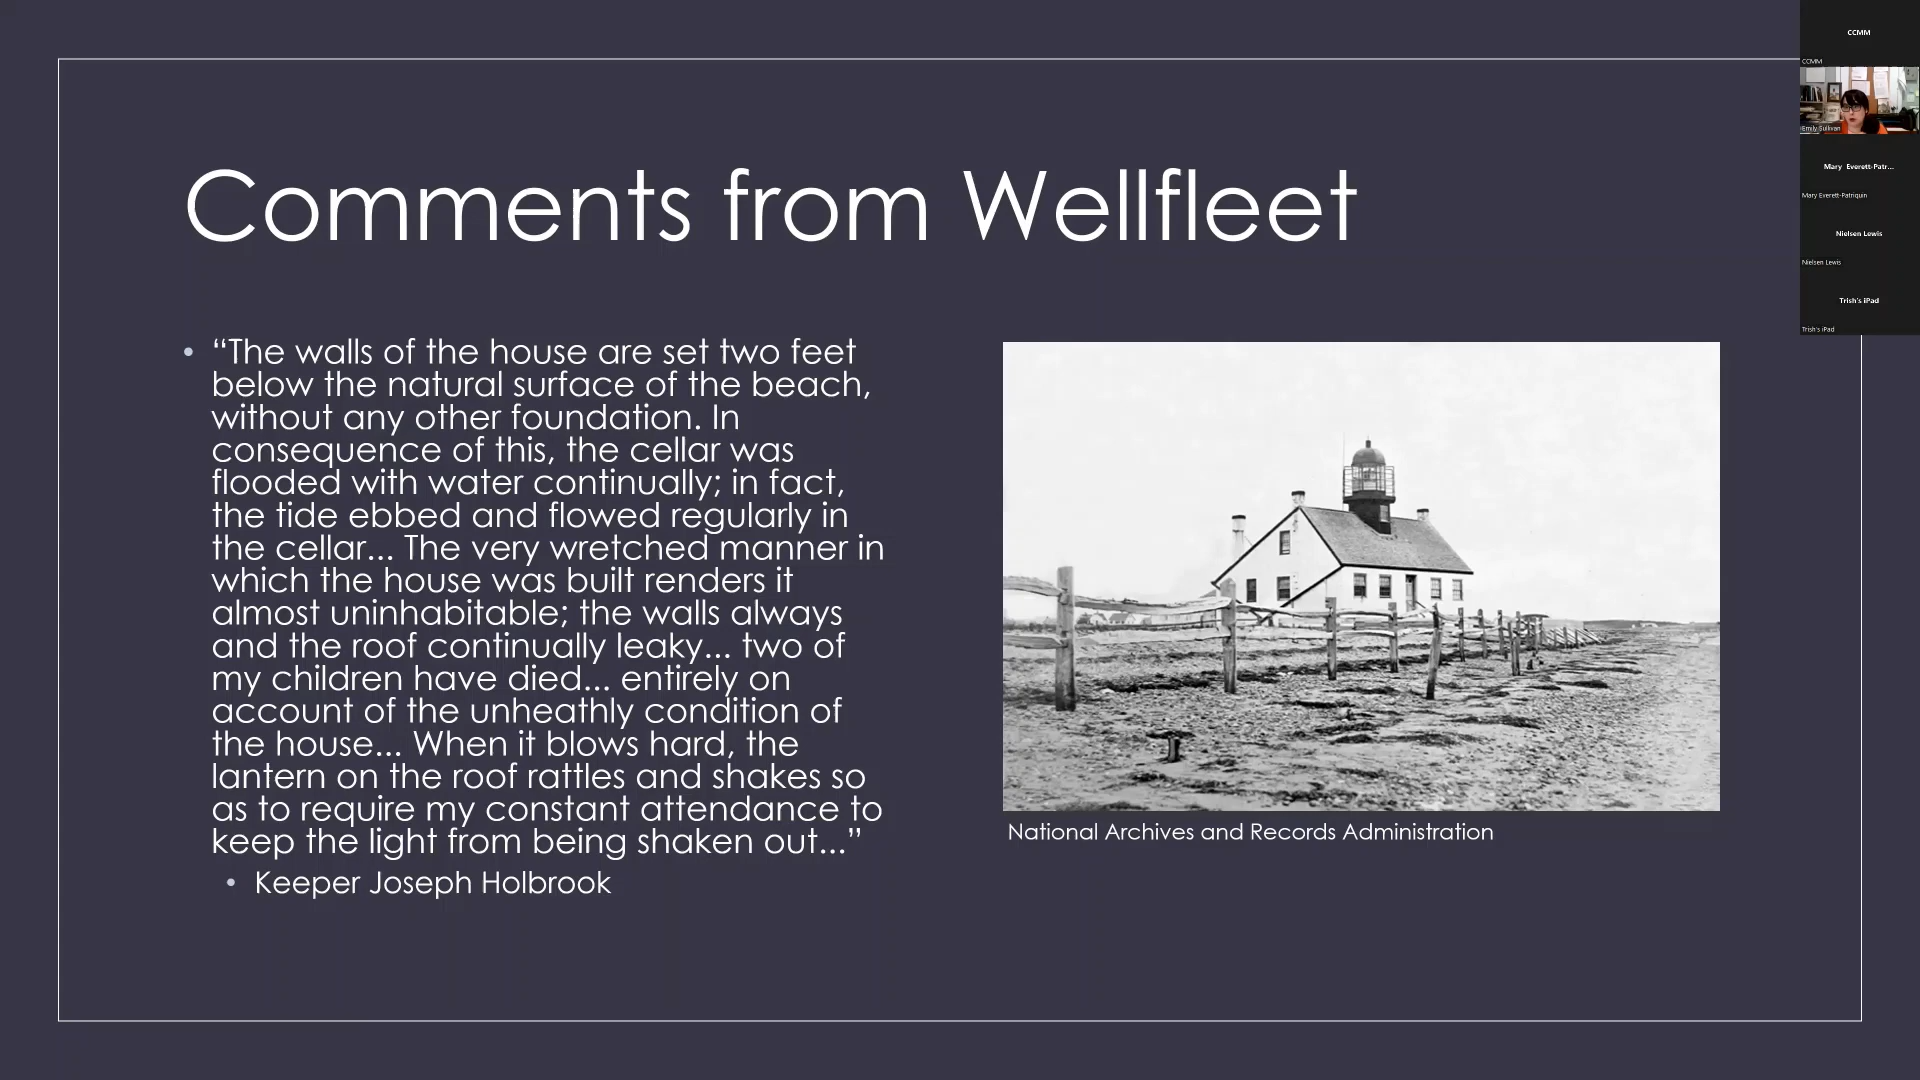 Comments from Wellfleet
• “The walls of the house are set two feet
below the natural surface of the beach,
without any other foundation. In
consequence of this, the cellar was
flooded with water continually; in fact,
the tide ebbed and flowed regularly in
the cellar... The very wretched manner in
which the house was built renders it
almost uninhabitable; the walls always
and the roof continually leaky... two of
my children have died... entirely on
account of the unheathly condition of
the house... When it blows hard, the
lantern on the roof rattles and shakes so
as to require my constant attendance to
keep the light from being shaken out...”
• Keeper Joseph Holbrook
National Archives and Records Administration
CCMM
CCMM
Emily Sullivan
Mary Everett-Patr...
Mary Everett-Patriquin
Nielsen Lewis
Nielsen Lewis
Trish's iPad
Trish's iPad